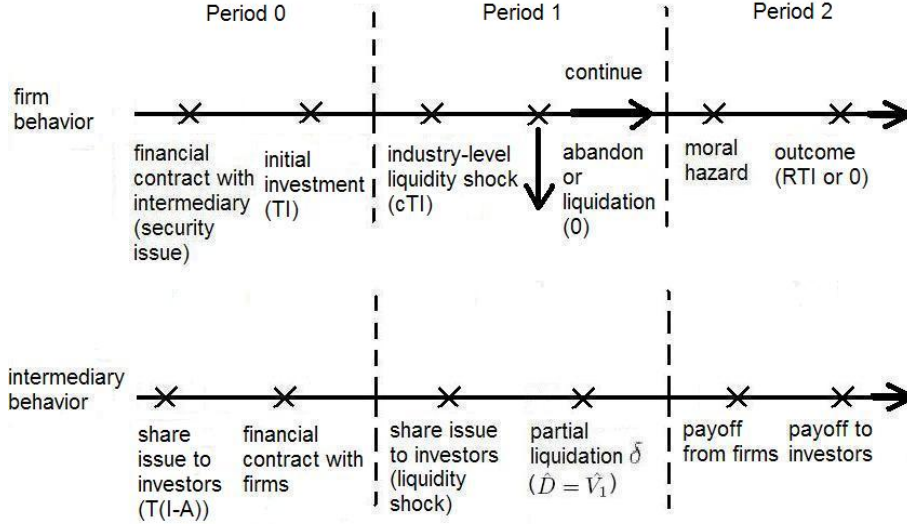 Period 0 Period 1 Period 2
continue
firm
behavior
financial
contract with
intermediary
(security
issue)
initial
investment
(TI)
industry-level
liquidity shock
(cTI)
abandon
or
liquidation
(0)
moral
hazard
outcome
(RTI or 0)
intermediary
behavior
share
issue to
investors
(T(I-A))
financial
contract with
firms
share issue
to investors
(liquidity
shock)
partial
liquidation δ
(D̂ = V̂₁)
payoff
from firms
payoff to
investors